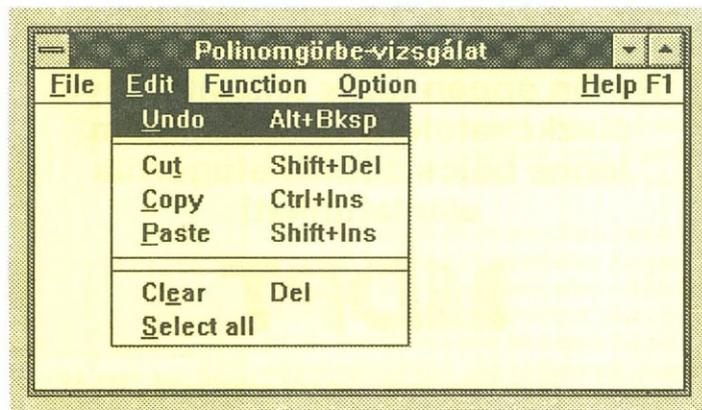 Polinomgörbe-vizsgálat
File Edit Function Option Help F1
Undo Alt+Bksp
Cut Shift+Del
Copy Ctrl+Ins
Paste Shift+Ins
Clear Del
Select all